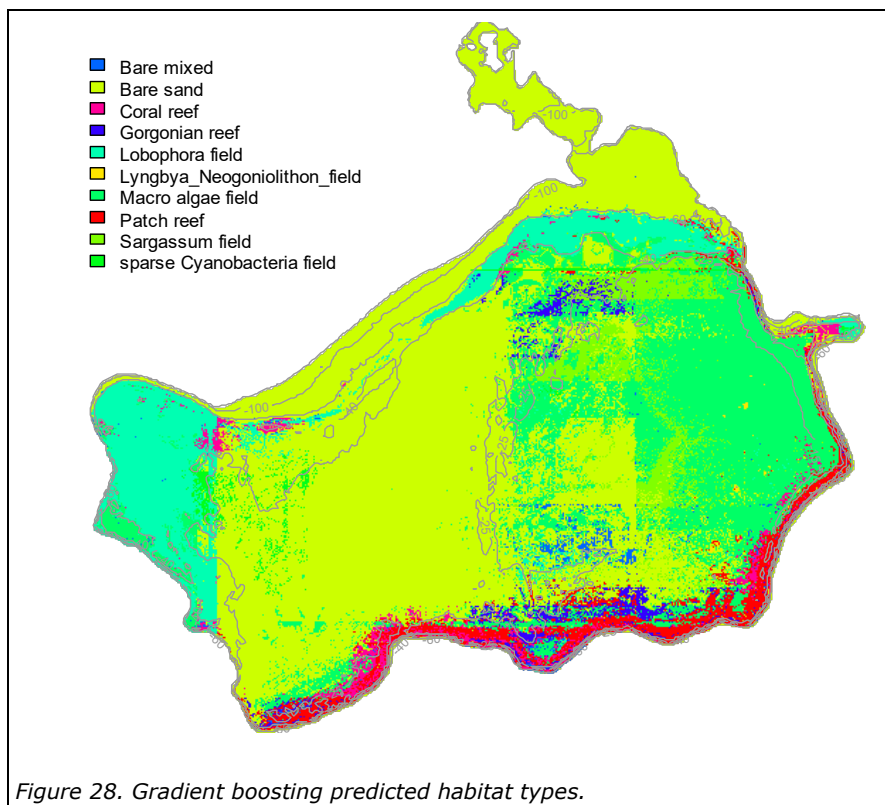 Bare mixed
Bare sand
Coral reef
Gorgonian reef
Lobophora field
Lyngbya_Neogoniolithon_field
Macro algae field
Patch reef
Sargassum field
sparse Cyanobacteria field
-100
-100
-100
-40
Figure 28. Gradient boosting predicted habitat types.